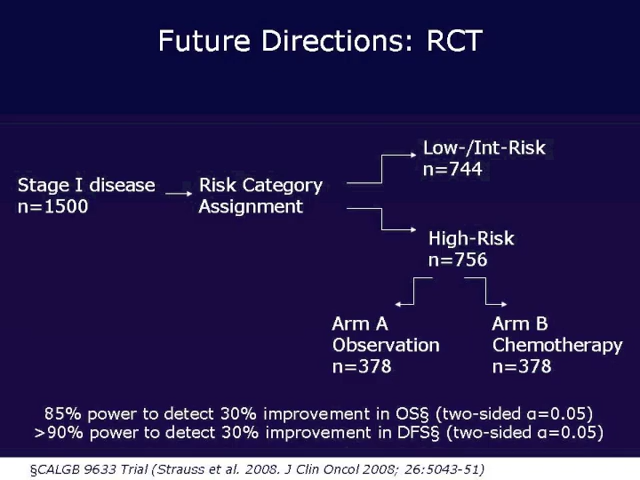 Future Directions: RCT
Low-/Int-Risk
n=744
Stage I disease
n=1500
Risk Category
Assignment
High-Risk
n=756
Arm A
Observation
n=378
Arm B
Chemotherapy
n=378
85% power to detect 30% improvement in OS§ (two-sided α=0.05)
>90% power to detect 30% improvement in DFS§ (two-sided α=0.05)
§CALGB 9633 Trial (Strauss et al. 2008. J Clin Oncol 2008; 26:5043-51)